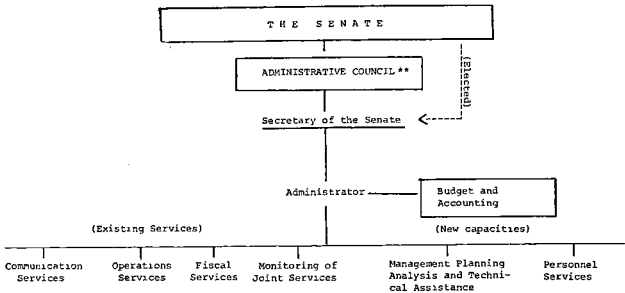 THE SENATE
ADMINISTRATIVE COUNCIL**
(Elected)
Secretary of the Senate
Administrator
Budget and
Accounting
(Existing Services)
(New capacities)
Communication
Services
Operations
Services
Fiscal
Services
Monitoring of
Joint Services
Management Planning
Analysis and Techni-
cal Assistance
Personnel
Services